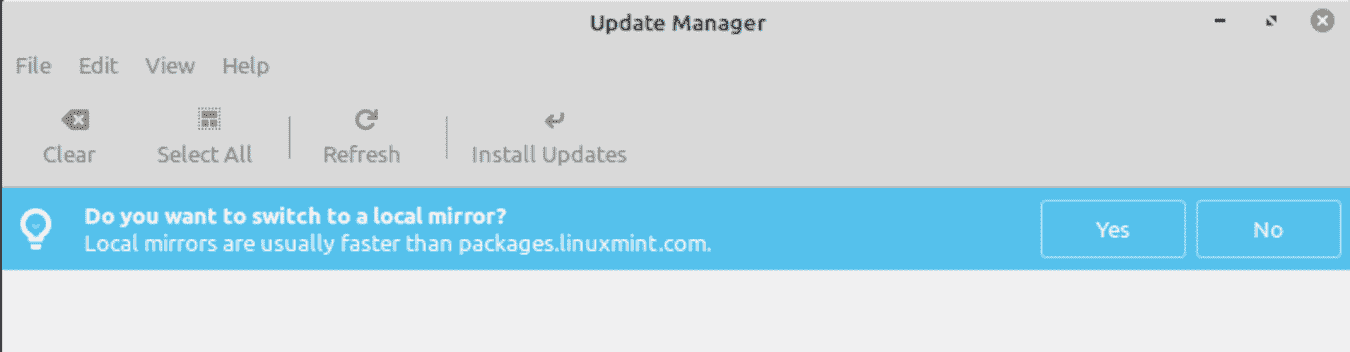 Update Manager
File Edit View Help
Clear Select All Refresh Install Updates
Do you want to switch to a local mirror?
Local mirrors are usually faster than packages.linuxmint.com.
Yes No